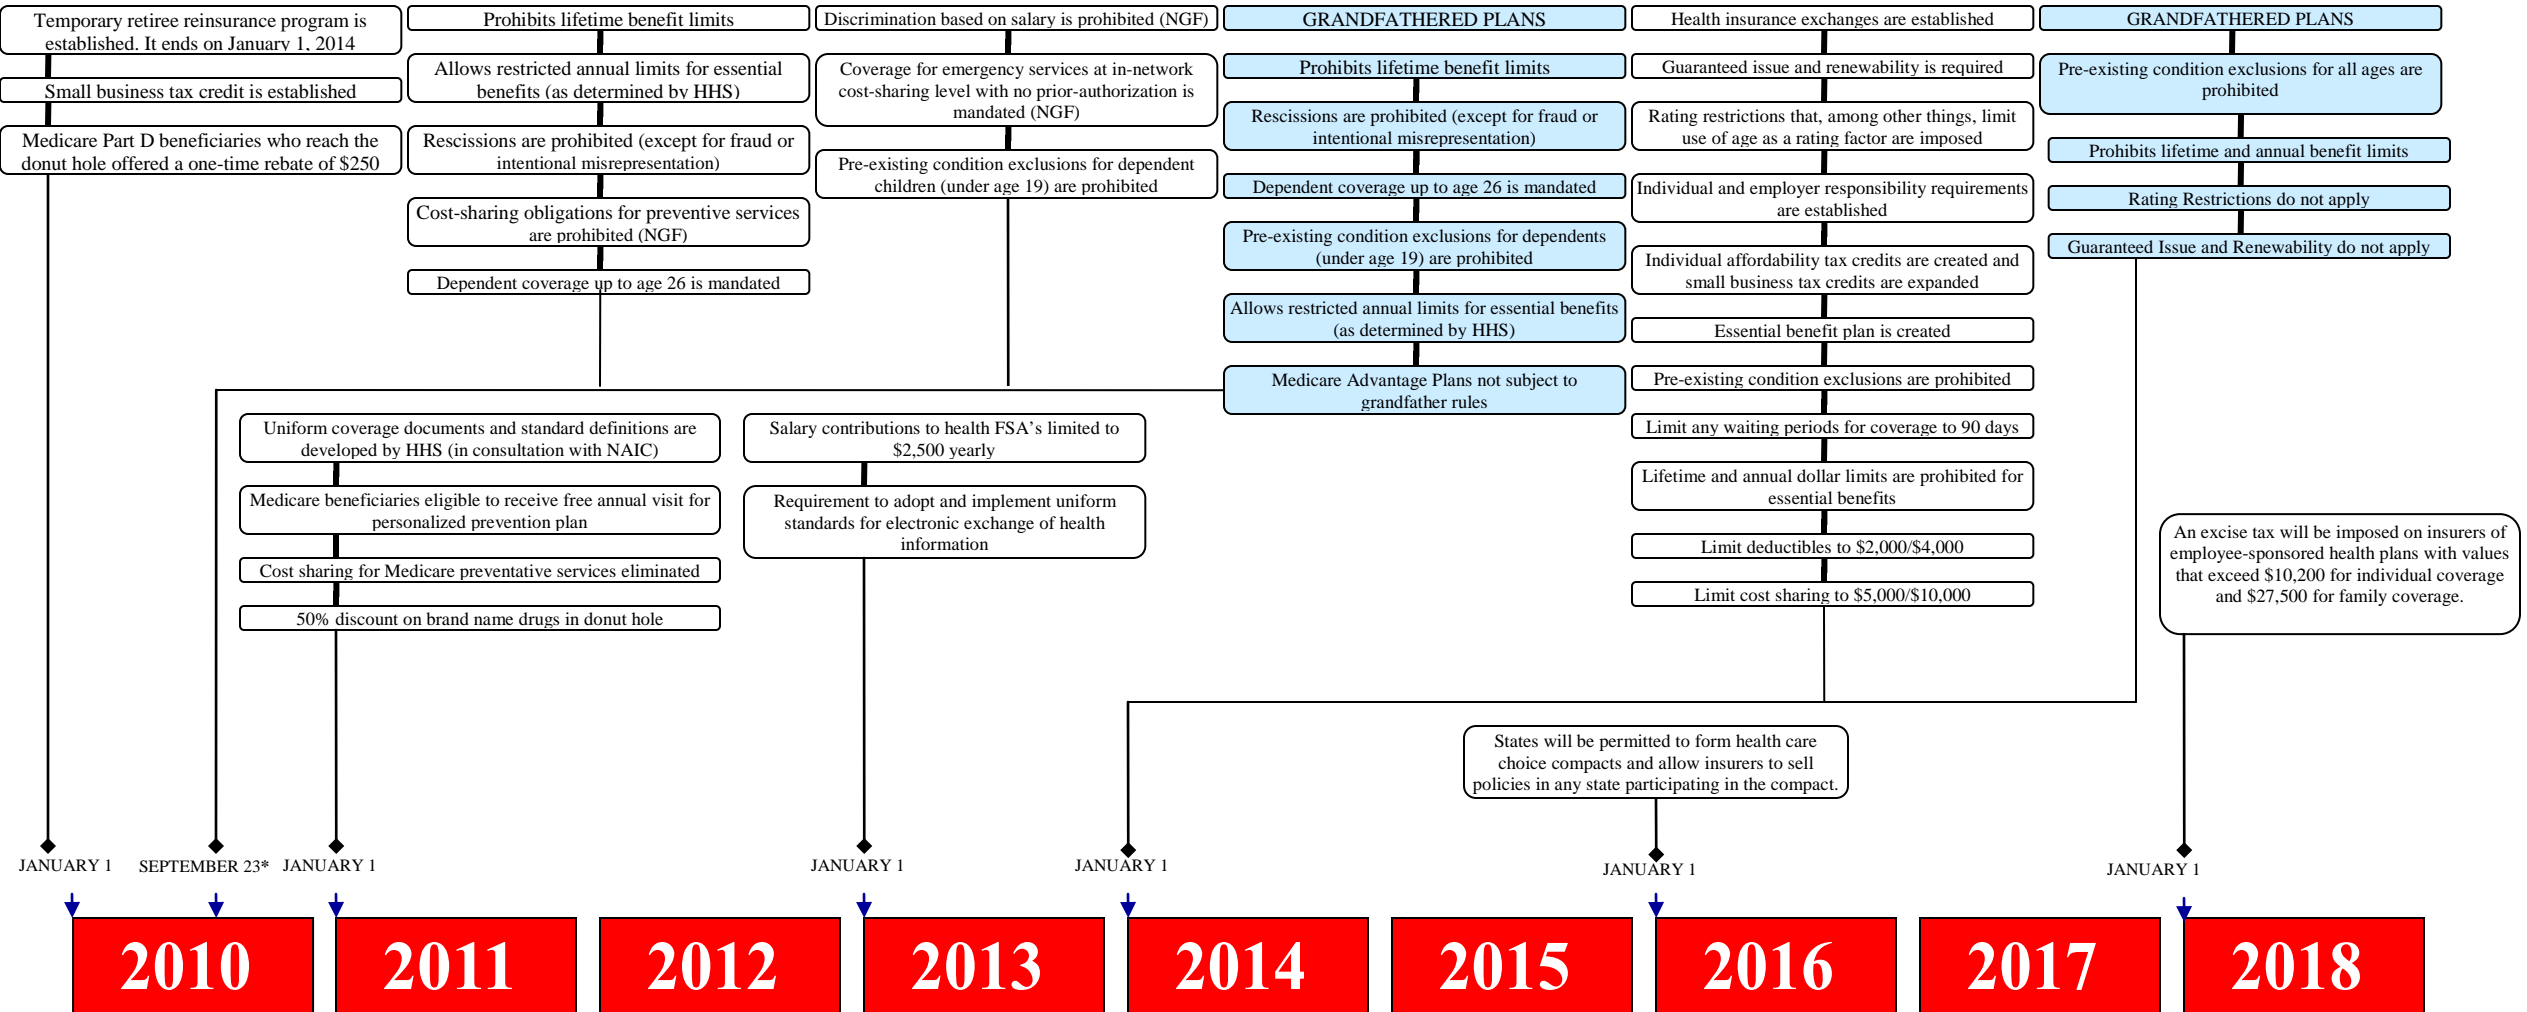 Temporary retiree reinsurance program is
established. It ends on January 1, 2014
Small business tax credit is established
Medicare Part D beneficiaries who reach the
donut hole offered a one-time rebate of $250
Prohibits lifetime benefit limits
Allows restricted annual limits for essential
benefits (as determined by HHS)
Rescissions are prohibited (except for fraud or
intentional misrepresentation)
Cost-sharing obligations for preventive services
are prohibited (NGF)
Dependent coverage up to age 26 is mandated
Discrimination based on salary is prohibited (NGF)
Coverage for emergency services at in-network
cost-sharing level with no prior-authorization is
mandated (NGF)
Pre-existing condition exclusions for dependent
children (under age 19) are prohibited
GRANDFATHERED PLANS
Prohibits lifetime benefit limits
Rescissions are prohibited (except for fraud or
intentional misrepresentation)
Dependent coverage up to age 26 is mandated
Pre-existing condition exclusions for dependents
(under age 19) are prohibited
Allows restricted annual limits for essential benefits
(as determined by HHS)
Medicare Advantage Plans not subject to
grandfather rules
Health insurance exchanges are established
Guaranteed issue and renewability is required
Rating restrictions that, among other things, limit
use of age as a rating factor are imposed
Individual and employer responsibility requirements
are established
Individual affordability tax credits are created and
small business tax credits are expanded
Essential benefit plan is created
Pre-existing condition exclusions are prohibited
Limit any waiting periods for coverage to 90 days
Lifetime and annual dollar limits are prohibited for
essential benefits
Limit deductibles to $2,000/$4,000
Limit cost sharing to $5,000/$10,000
GRANDFATHERED PLANS
Pre-existing condition exclusions for all ages are
prohibited
Prohibits lifetime and annual benefit limits
Rating Restrictions do not apply
Guaranteed Issue and Renewability do not apply
Uniform coverage documents and standard definitions are
developed by HHS (in consultation with NAIC)
Medicare beneficiaries eligible to receive free annual visit for
personalized prevention plan
Cost sharing for Medicare preventative services eliminated
50% discount on brand name drugs in donut hole
Salary contributions to health FSA's limited to
$2,500 yearly
Requirement to adopt and implement uniform
standards for electronic exchange of health
information
An excise tax will be imposed on insurers of
employee-sponsored health plans with values
that exceed $10,200 for individual coverage
and $27,500 for family coverage.
States will be permitted to form health care
choice compacts and allow insurers to sell
policies in any state participating in the compact.
JANUARY 1
SEPTEMBER 23*
JANUARY 1
JANUARY 1
JANUARY 1
JANUARY 1
JANUARY 1
2010
2011
2012
2013
2014
2015
2016
2017
2018